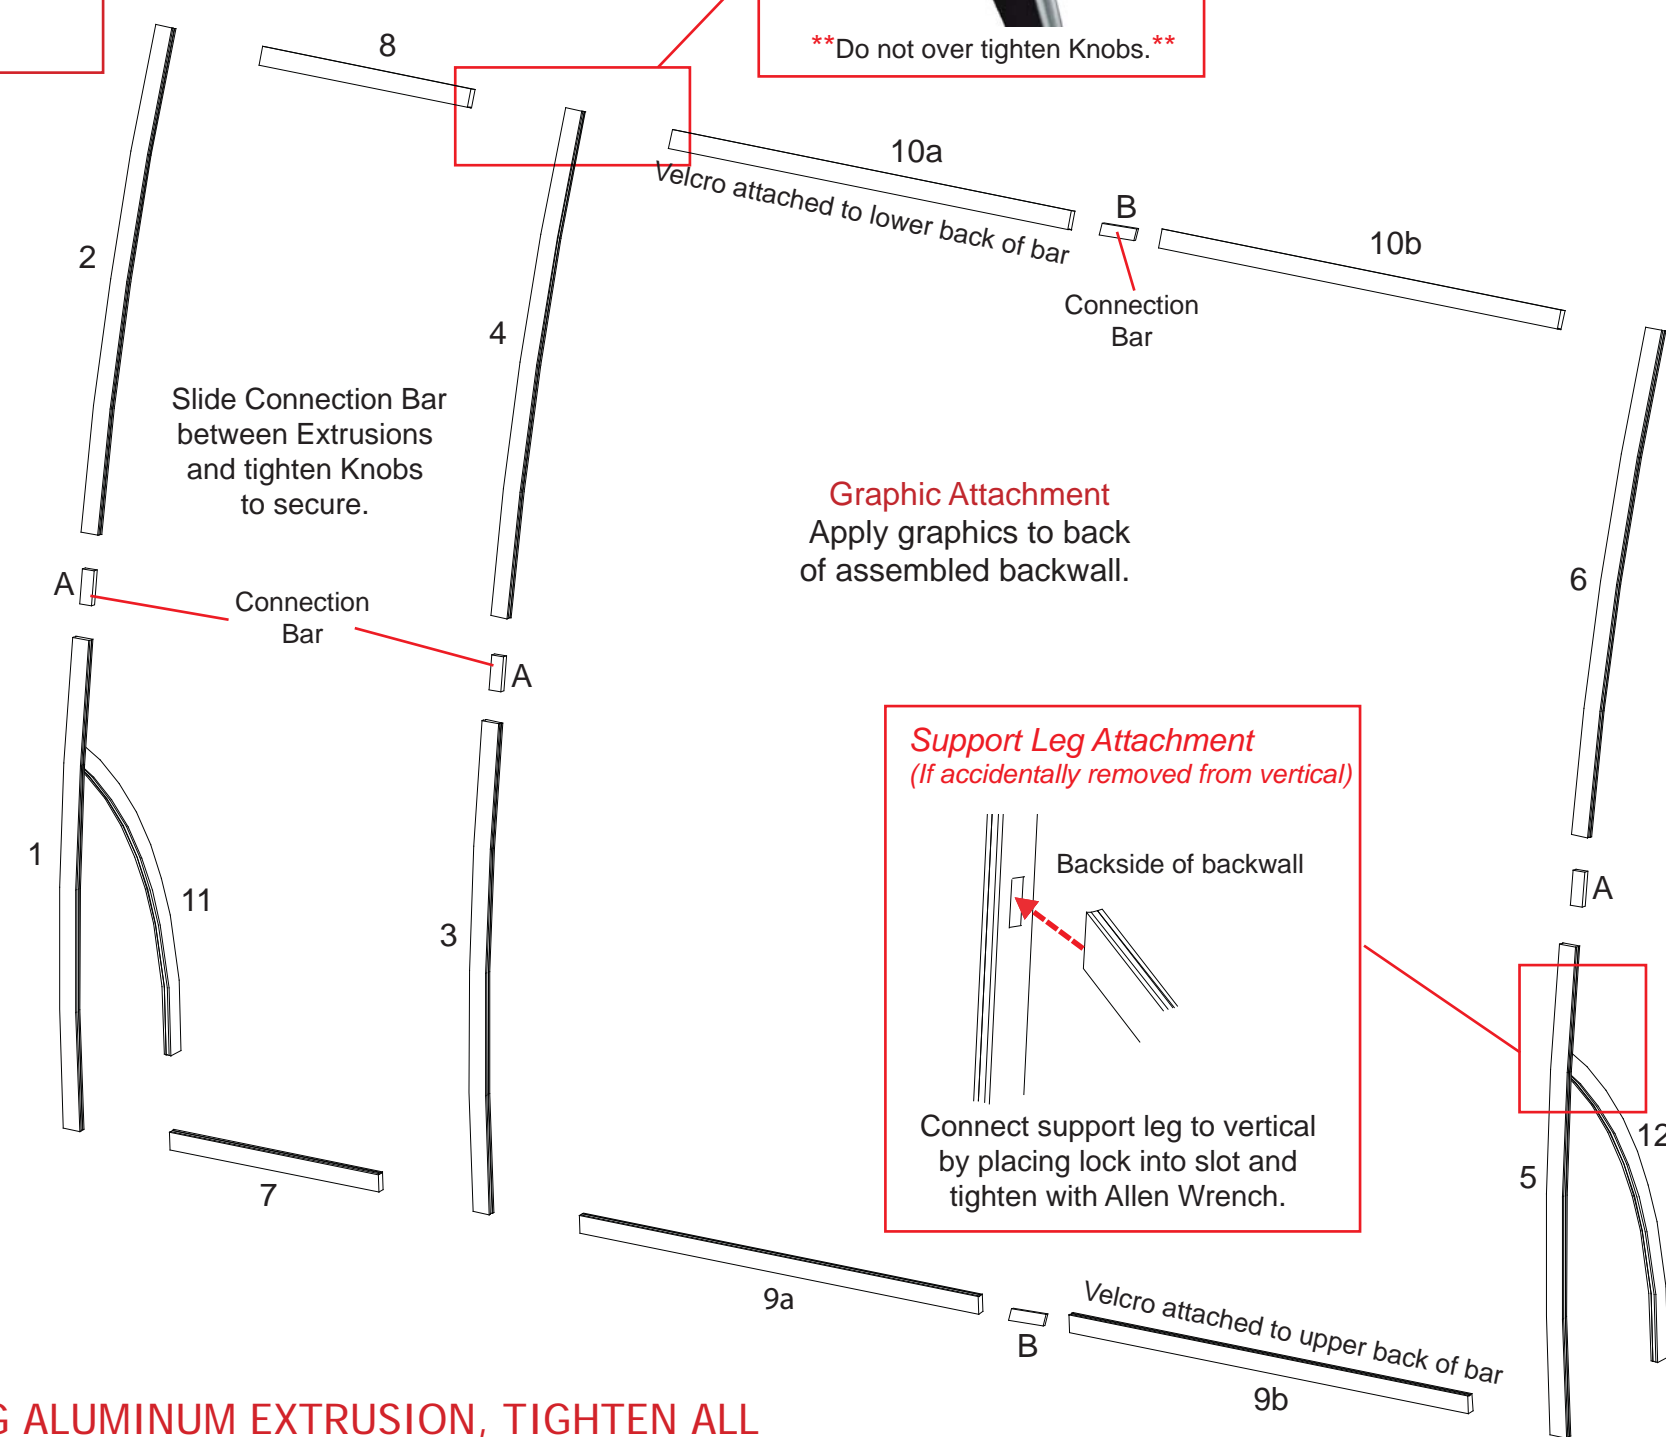 **Do not over tighten Knobs.**
8
10a
Velcro attached to lower back of bar
B
10b
Connection
Bar
2
4
Slide Connection Bar
between Extrusions
and tighten Knobs
to secure.
Graphic Attachment
Apply graphics to back
of assembled backwall.
6
A
Connection
Bar
A
Support Leg Attachment
(If accidentally removed from vertical)
Backside of backwall
A
1
11
3
Connect support leg to vertical
by placing lock into slot and
tighten with Allen Wrench.
12
5
7
9a
B
Velcro attached to upper back of bar
9b
G ALUMINUM EXTRUSION, TIGHTEN ALL